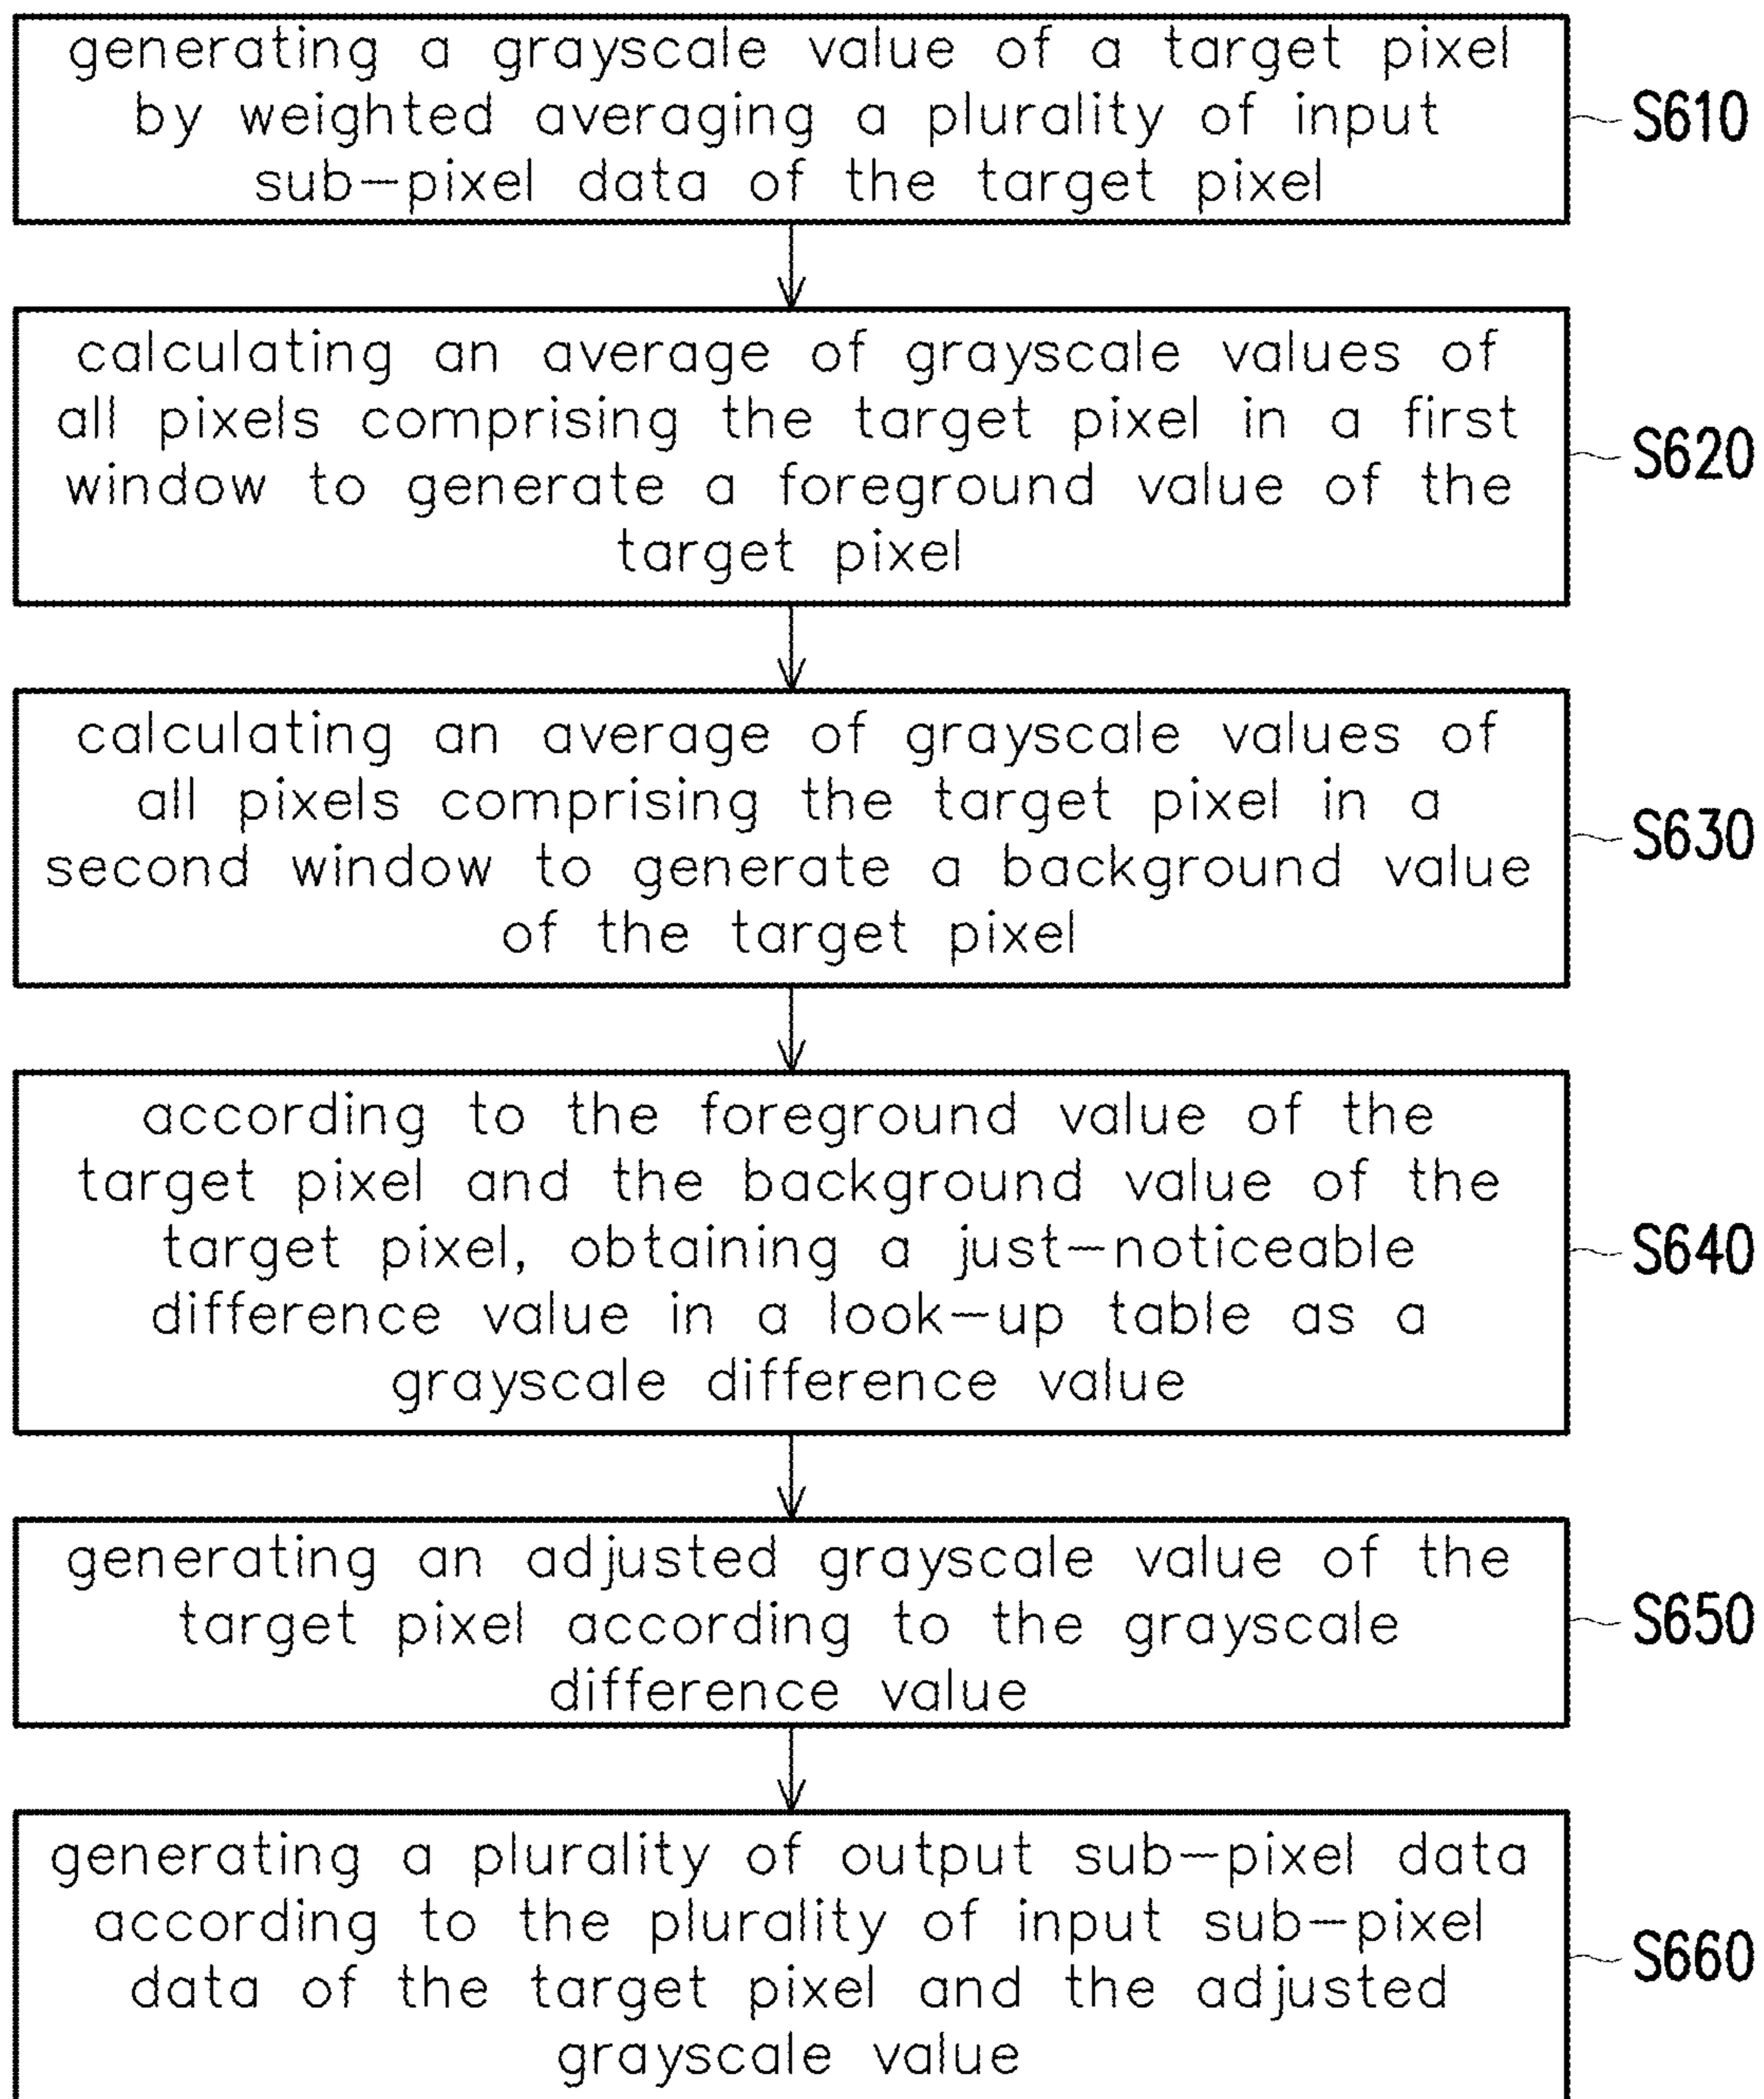 generating a grayscale value of a target pixel
by weighted averaging a plurality of input
sub-pixel data of the target pixel
S610
calculating an average of grayscale values of
all pixels comprising the target pixel in a first
window to generate a foreground value of the
target pixel
S620
calculating an average of grayscale values of
all pixels comprising the target pixel in a
second window to generate a background value
of the target pixel
S630
according to the foreground value of the
target pixel and the background value of the
target pixel, obtaining a just-noticeable
difference value in a look-up table as a
grayscale difference value
S640
generating an adjusted grayscale value of the
target pixel according to the grayscale
difference value
S650
generating a plurality of output sub-pixel data
according to the plurality of input sub-pixel
data of the target pixel and the adjusted
grayscale value
S660